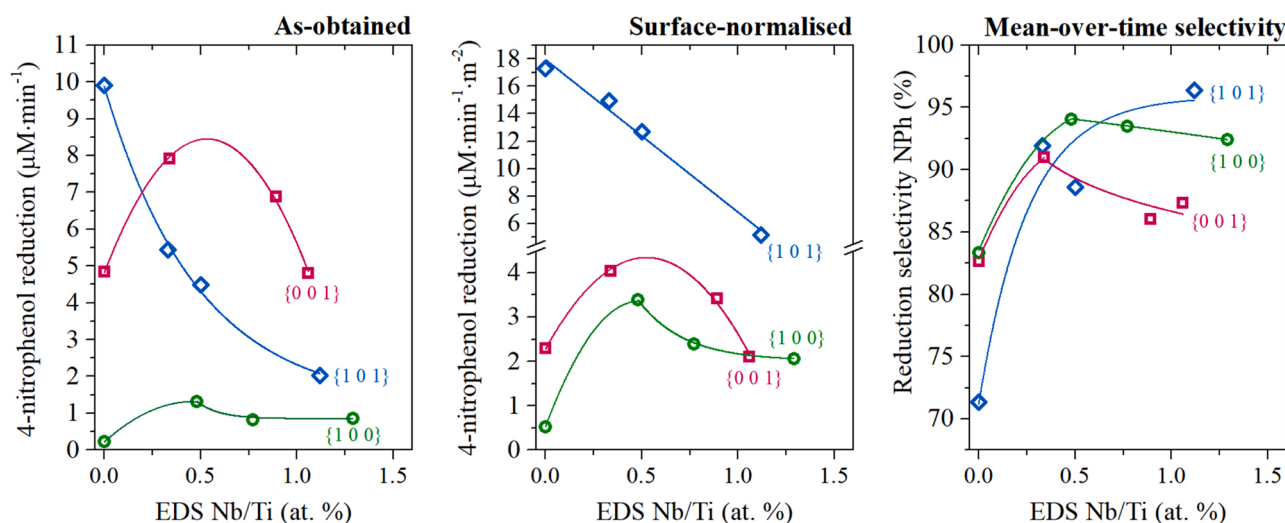 As-obtained
4-nitrophenol reduction (µM·min⁻¹)
11
10
9
8
7
6
5
4
3
2
1
0
{0 0 1}
{1 0 1}
{1 0 0}
0.0 0.5 1.0 1.5
EDS Nb/Ti (at. %)
Surface-normalised
4-nitrophenol reduction (µM·min⁻¹·m⁻²)
18
16
14
12
10
8
6
4
3
2
1
0
{1 0 1}
{1 0 0}
{0 0 1}
0.0 0.5 1.0 1.5
EDS Nb/Ti (at. %)
Mean-over-time selectivity
Reduction selectivity NPh (%)
100
95
90
85
80
75
70
{1 0 1}
{1 0 0}
{0 0 1}
0.0 0.5 1.0 1.5
EDS Nb/Ti (at. %)